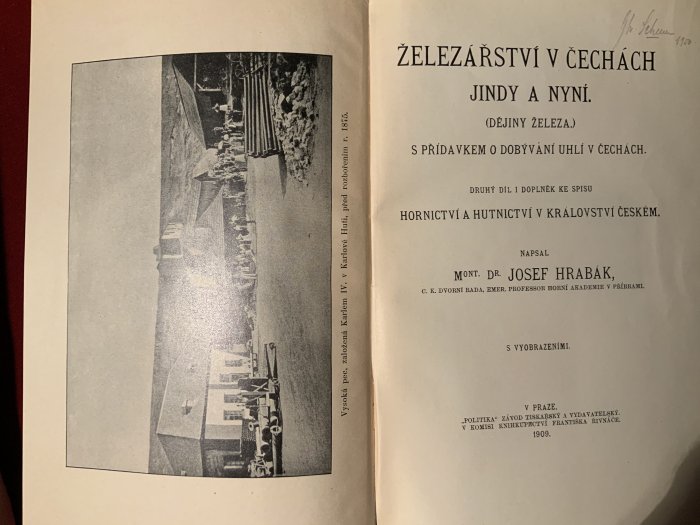 Vysoká pec, založená Karlem IV. v Karlově Huti, před rozbořením r. 1875.
1900
ŽELEZÁŘSTVÍ V ČECHÁCH
JINDY A NYNÍ.
(DĚJINY ŽELEZA.)
S PŘÍDAVKEM O DOBÝVÁNÍ UHLÍ V ČECHÁCH.
DRUHÝ DÍL I DOPLNĚK KE SPISU
HORNICTVÍ A HUTNICTVÍ V KRÁLOVSTVÍ ČESKÉM.
NAPSAL
MONT. DR. JOSEF HRABÁK,
C. K. DVORNÍ RADA, EMER. PROFESSOR HORNÍ AKADEMIE V PŘÍBRAMI.
S VYOBRAZENÍMI.
V PRAZE.
„POLITIKA“ ZÁVOD TISKAŘSKÝ A VYDAVATELSKÝ.
V KOMISI KNIHKUPECTVÍ FRANTIŠKA ŘIVNÁČE.
1909.